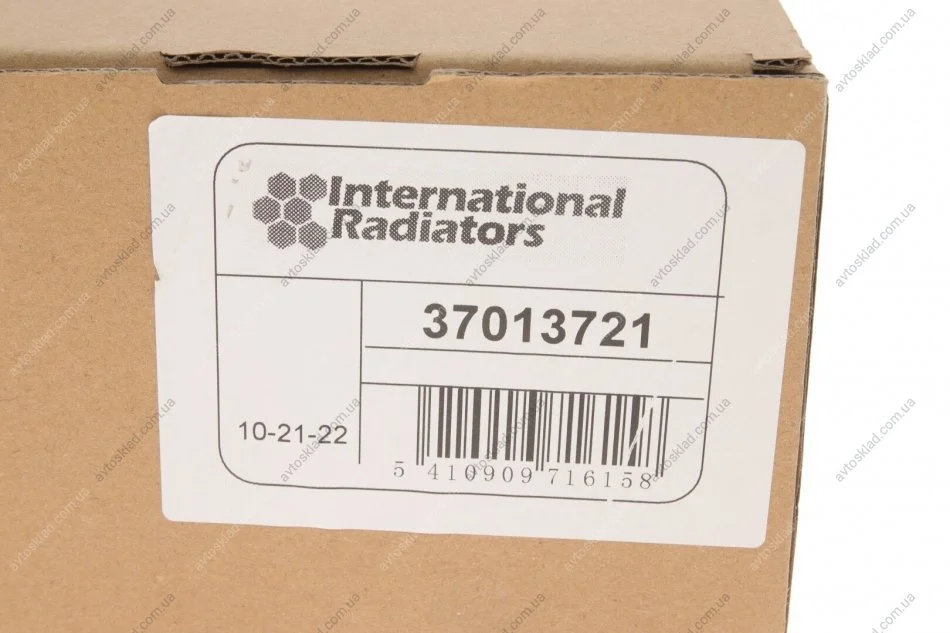 International
Radiators
37013721
10-21-22
5 410909 716158
avtosklad.com.ua